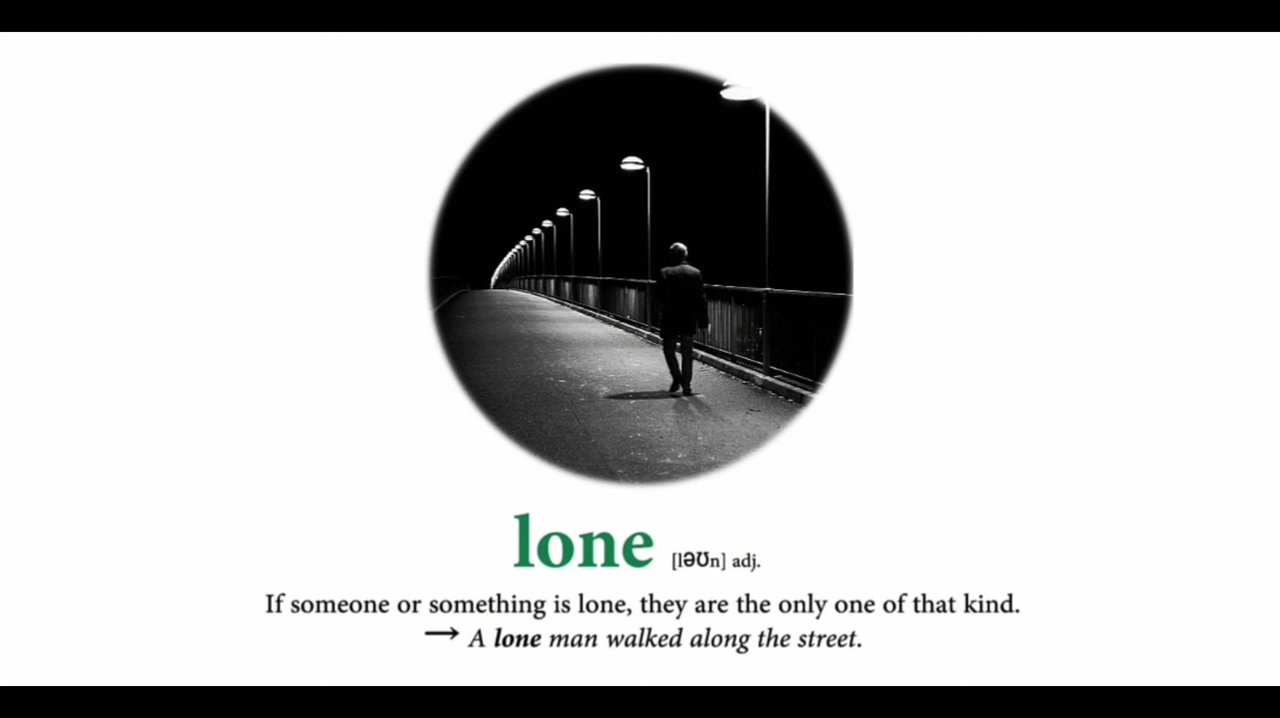 lone [ləʊn] adj.
If someone or something is lone, they are the only one of that kind.
→ A lone man walked along the street.